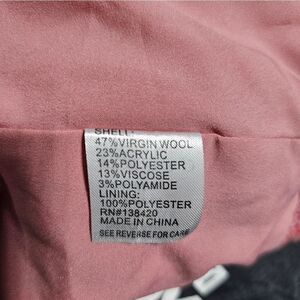 SHELL:
47%VIRGIN WOOL
23%ACRYLIC
14%POLYESTER
13%VISCOSE
3%POLYAMIDE
LINING:
100%POLYESTER
RN#138420
MADE IN CHINA
SEE REVERSE FOR CARE